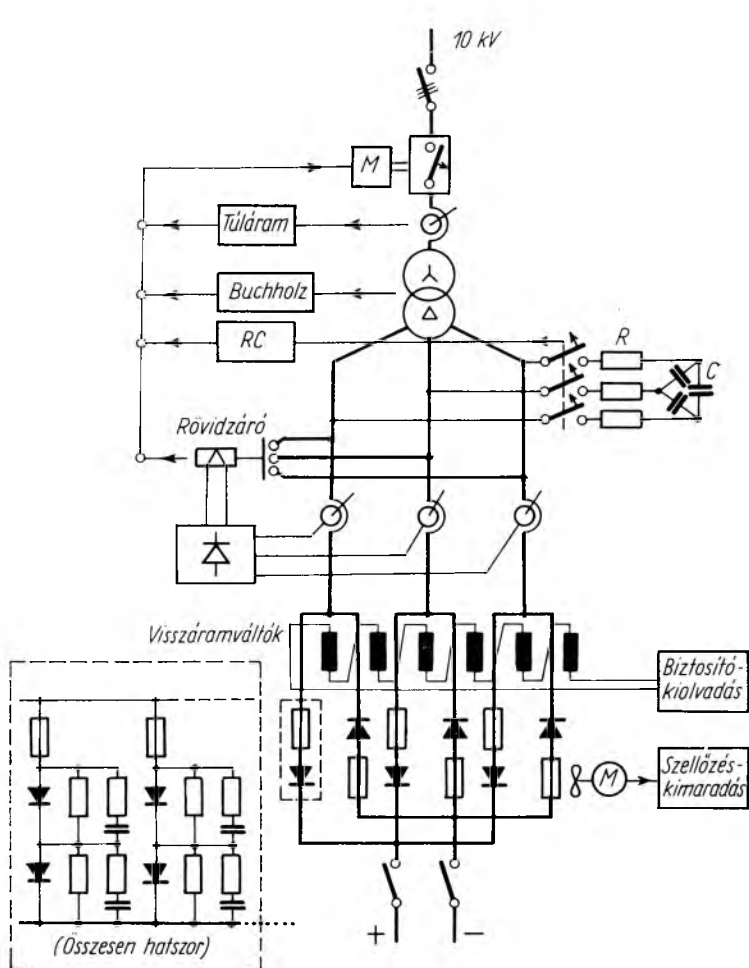 10 kV
M
Túláram
Buchholz
RC
R
C
Rövidzáró
Visszáramváltók
Biztosító-
kiolvadás
M
Szellőzés-
kimaradás
(Összesen hatszor)
+
−